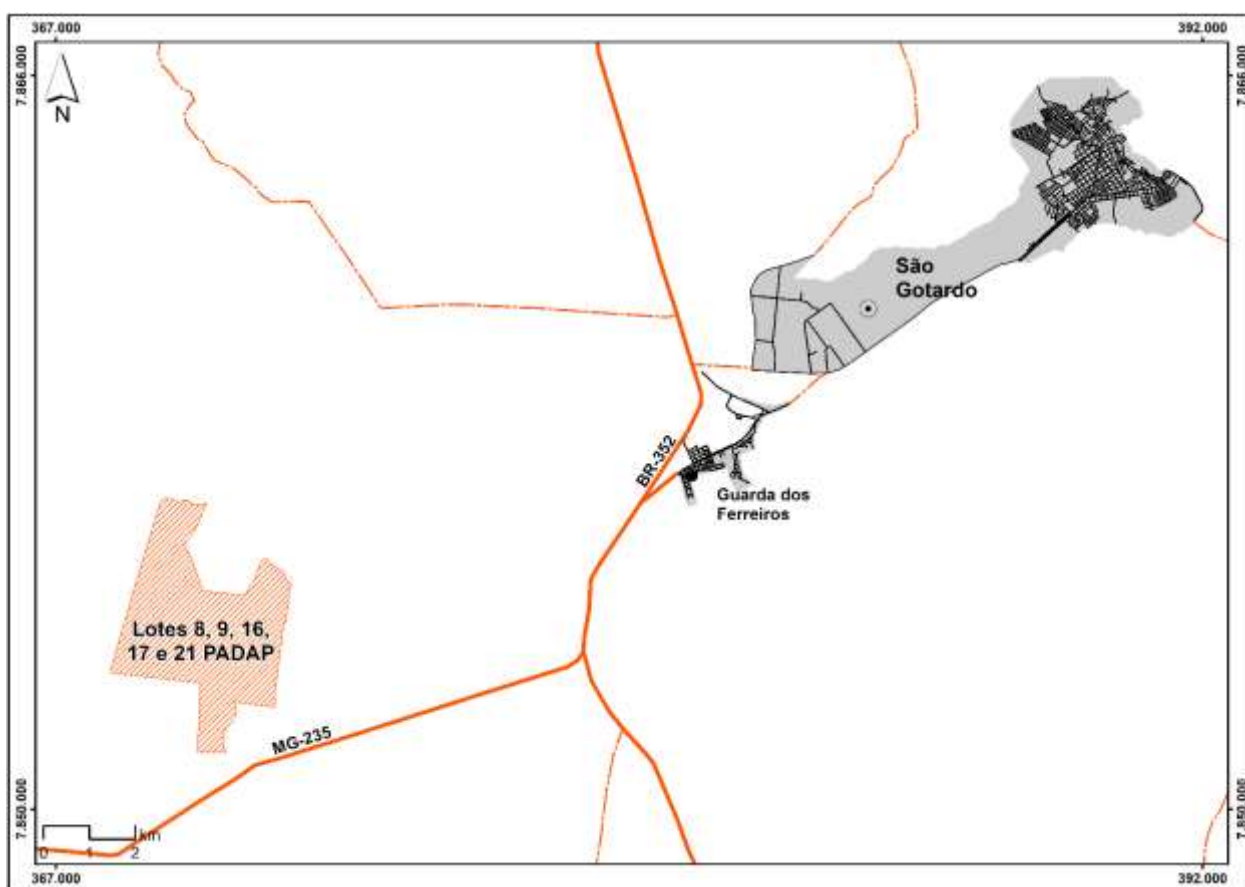 367.000
392.000
7.866.000
7.866.000
N
São
Gotardo
BR-352
Guarda dos
Ferreiros
Lotes 8, 9, 16,
17 e 21 PADAP
MG-235
7.850.000
7.850.000
km
0 1 2
367.000
392.000